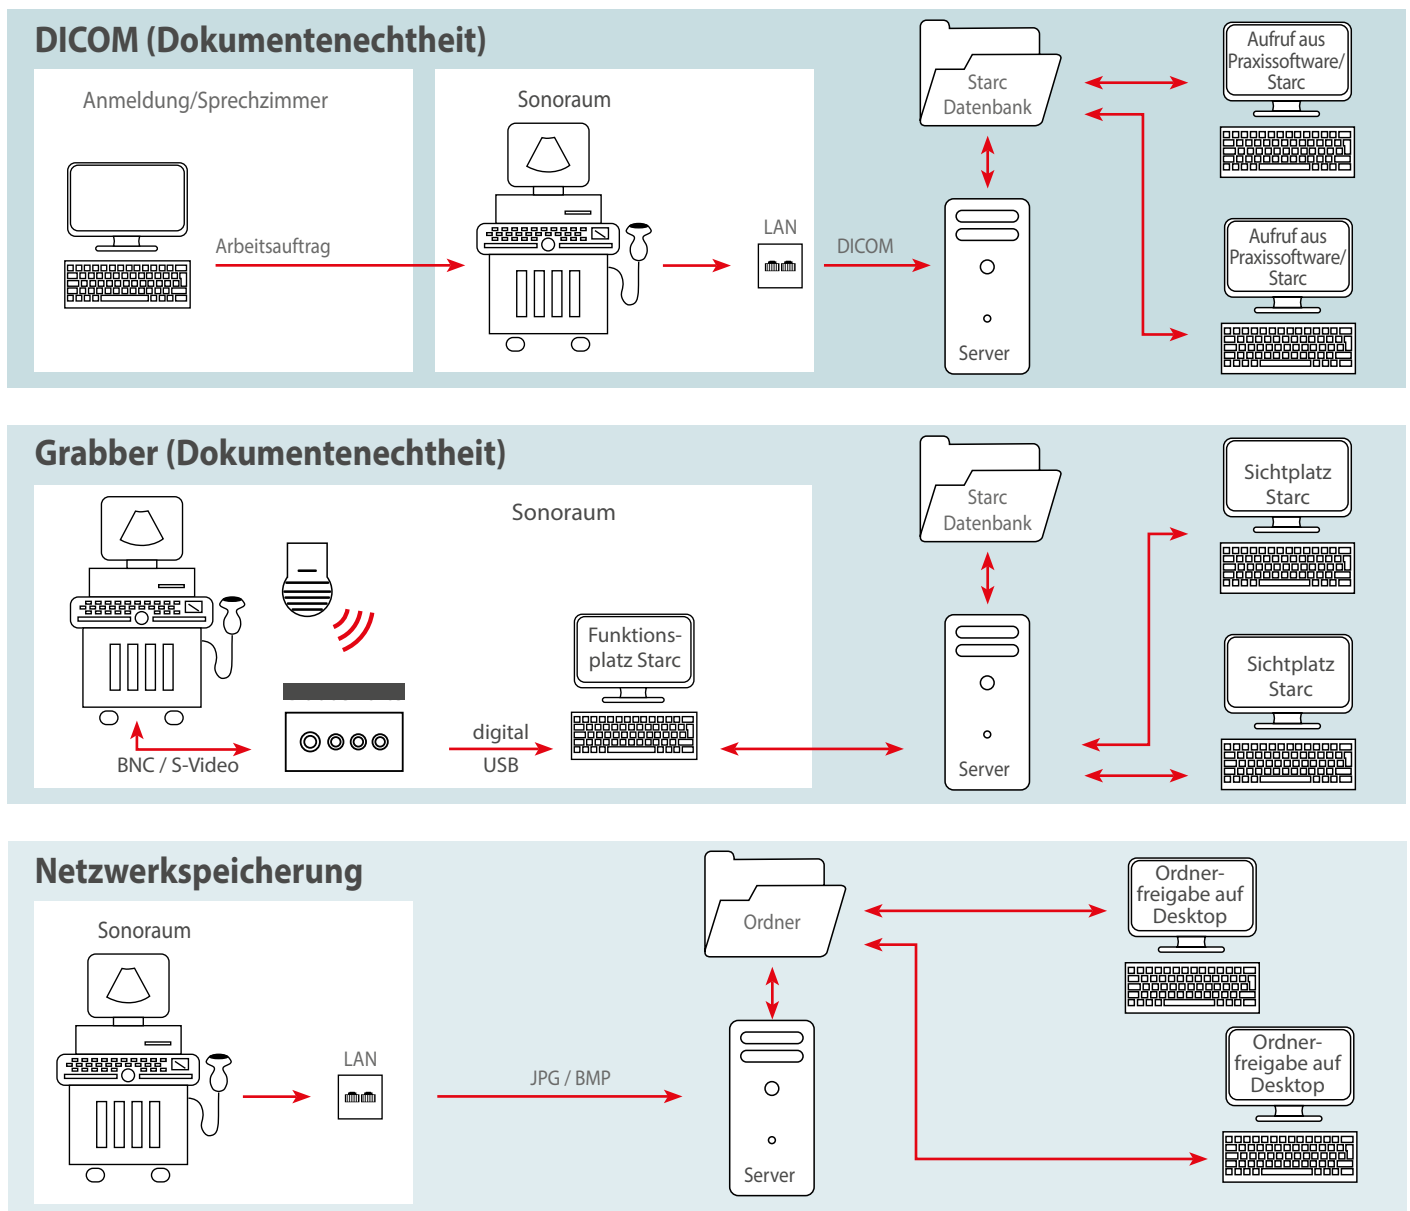 DICOM (Dokumentenechtheit)
Anmeldung/Sprechzimmer
Arbeitsauftrag
Sonoraum
LAN
DICOM
Starc
Datenbank
Server
Aufruf aus
Praxissoftware/
Starc
Aufruf aus
Praxissoftware/
Starc
Grabber (Dokumentenechtheit)
Sonoraum
BNC / S-Video
digital
USB
Funktions-
platz Starc
Starc
Datenbank
Server
Sichtplatz
Starc
Sichtplatz
Starc
Netzwerkspeicherung
Sonoraum
LAN
JPG / BMP
Ordner
Server
Ordner-
freigabe auf
Desktop
Ordner-
freigabe auf
Desktop